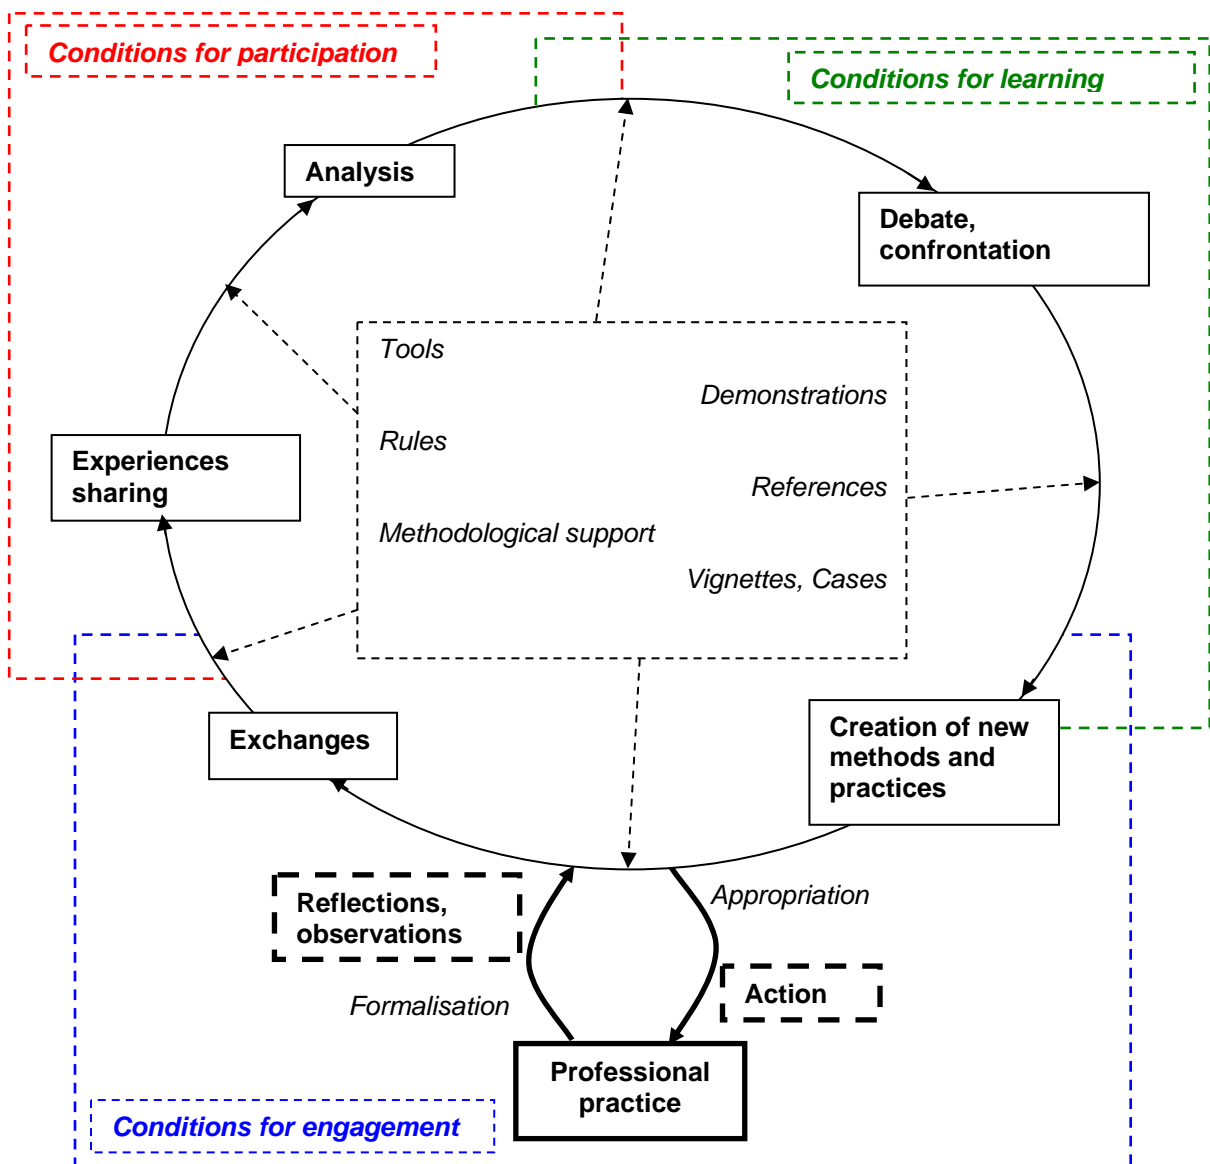 Conditions for participation
Conditions for learning
Analysis
Debate,
confrontation
Tools
Demonstrations
Rules
Experiences
sharing
References
Methodological support
Vignettes, Cases
Exchanges
Creation of new
methods and
practices
Reflections,
observations
Appropriation
Formalisation
Action
Professional
practice
Conditions for engagement